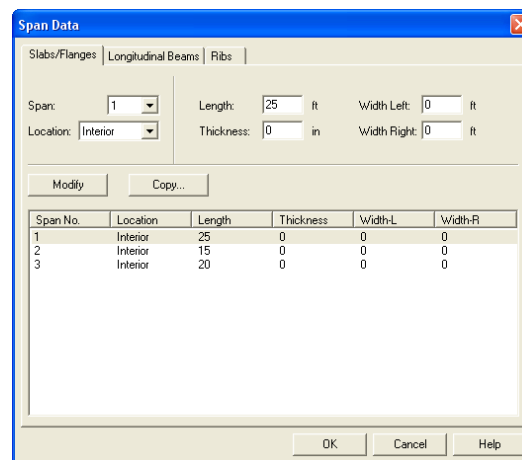 Span Data
Slabs/Flanges Longitudinal Beams Ribs
Span: 1 Length: 25 ft Width Left: 0 ft
Location: Interior Thickness: 0 in Width Right: 0 ft
Modify Copy...
Span No. Location Length Thickness Width-L Width-R
1 Interior 25 0 0 0
2 Interior 15 0 0 0
3 Interior 20 0 0 0
OK Cancel Help